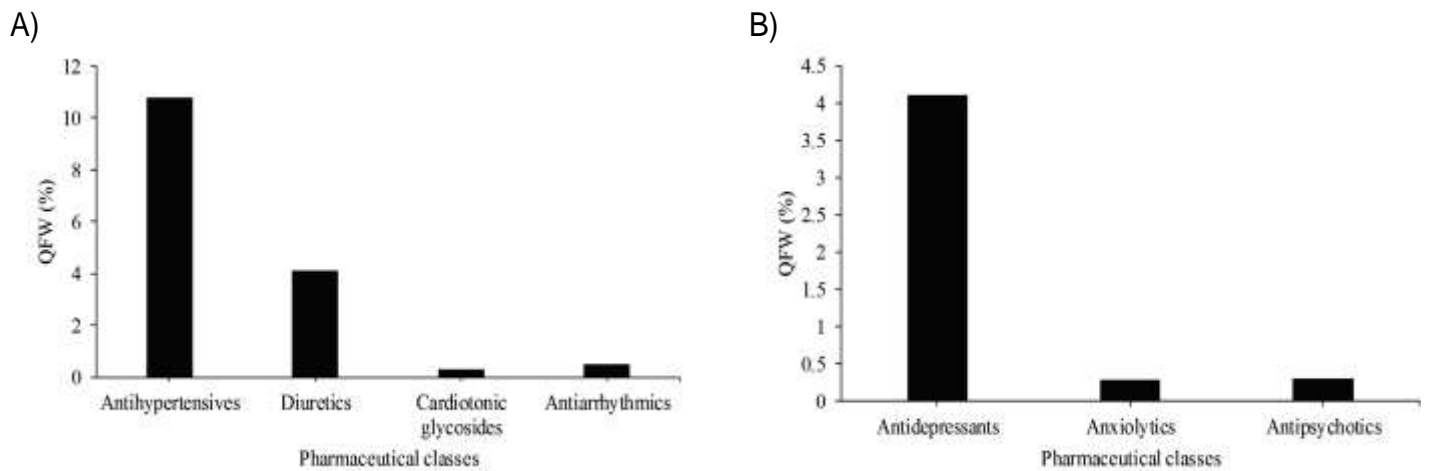 A)
12
10
8
6
4
2
0
QFW (%)
Antihypertensives
Diuretics
Cardiotonic
glycosides
Antiarrhythmics
Pharmaceutical classes
B)
4.5
4
3.5
3
2.5
2
1.5
1
0.5
0
QFW (%)
Antidepressants
Anxiolytics
Antipsychotics
Pharmaceutical classes